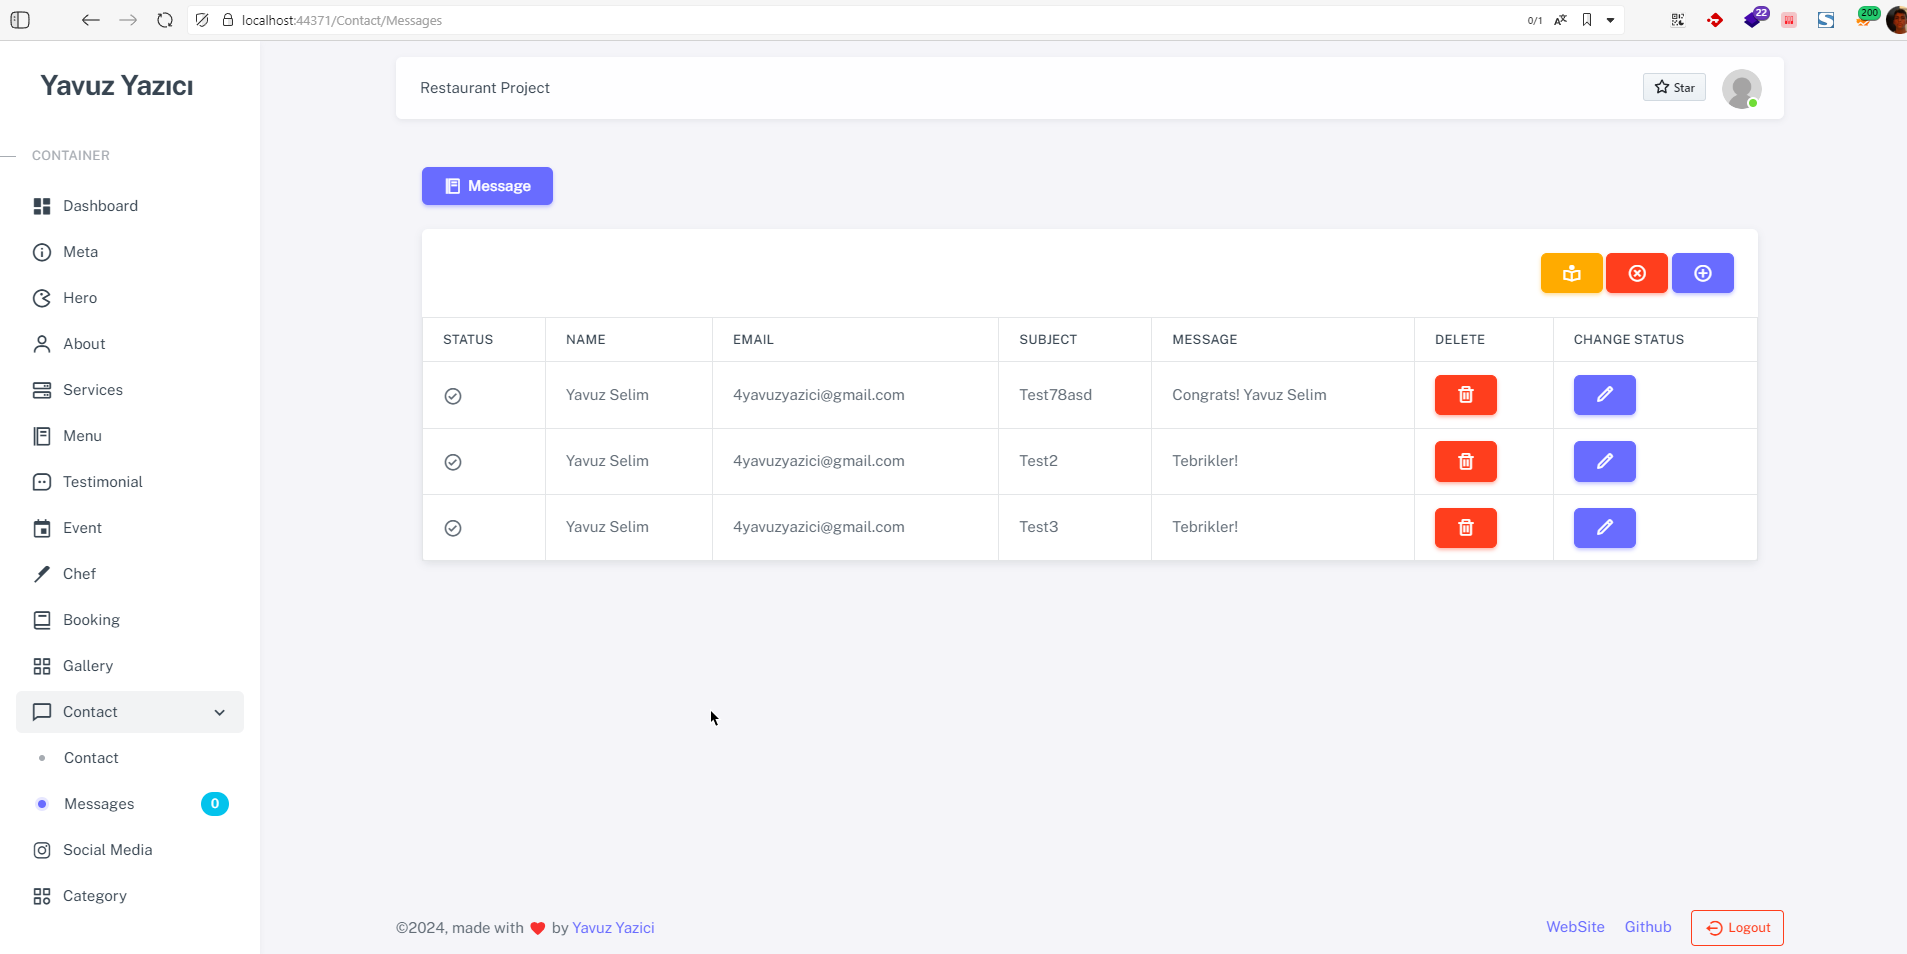 localhost:44371/Contact/Messages
0/1
22
200
Yavuz Yazıcı
CONTAINER
Dashboard
Meta
Hero
About
Services
Menu
Testimonial
Event
Chef
Booking
Gallery
Contact
Contact
Messages 0
Social Media
Category
Restaurant Project
Star
Message
STATUS NAME EMAIL SUBJECT MESSAGE DELETE CHANGE STATUS
Yavuz Selim 4yavuzyazici@gmail.com Test78asd Congrats! Yavuz Selim
Yavuz Selim 4yavuzyazici@gmail.com Test2 Tebrikler!
Yavuz Selim 4yavuzyazici@gmail.com Test3 Tebrikler!
©2024, made with by Yavuz Yazici
WebSite Github Logout